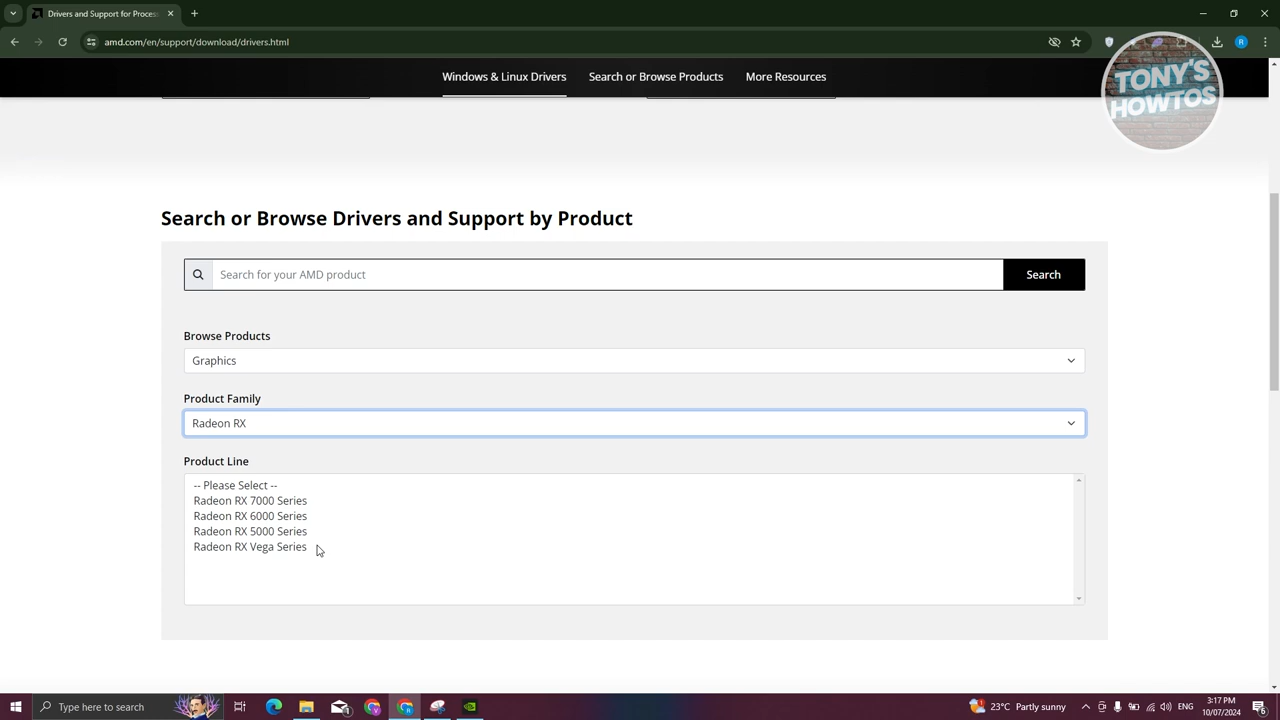 Drivers and Support for Proces
amd.com/en/support/download/drivers.html
R
Windows & Linux Drivers
Search or Browse Products
More Resources
TONY'S
HOWTOS
Search or Browse Drivers and Support by Product
Search for your AMD product
Search
Browse Products
Graphics
Product Family
Radeon RX
Product Line
-- Please Select --
Radeon RX 7000 Series
Radeon RX 6000 Series
Radeon RX 5000 Series
Radeon RX Vega Series
Type here to search
23°C Partly sunny
3:17 PM
10/07/2024
6